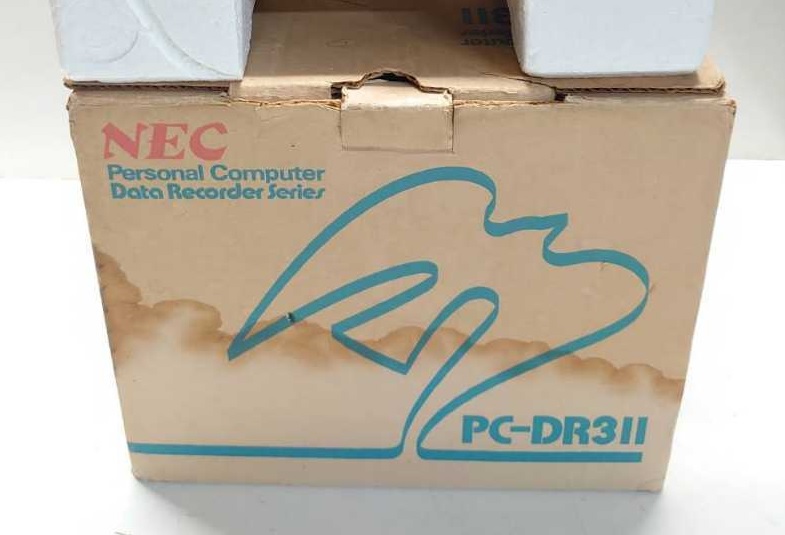 NEC
Personal Computer
Data Recorder Series
PC-DR311